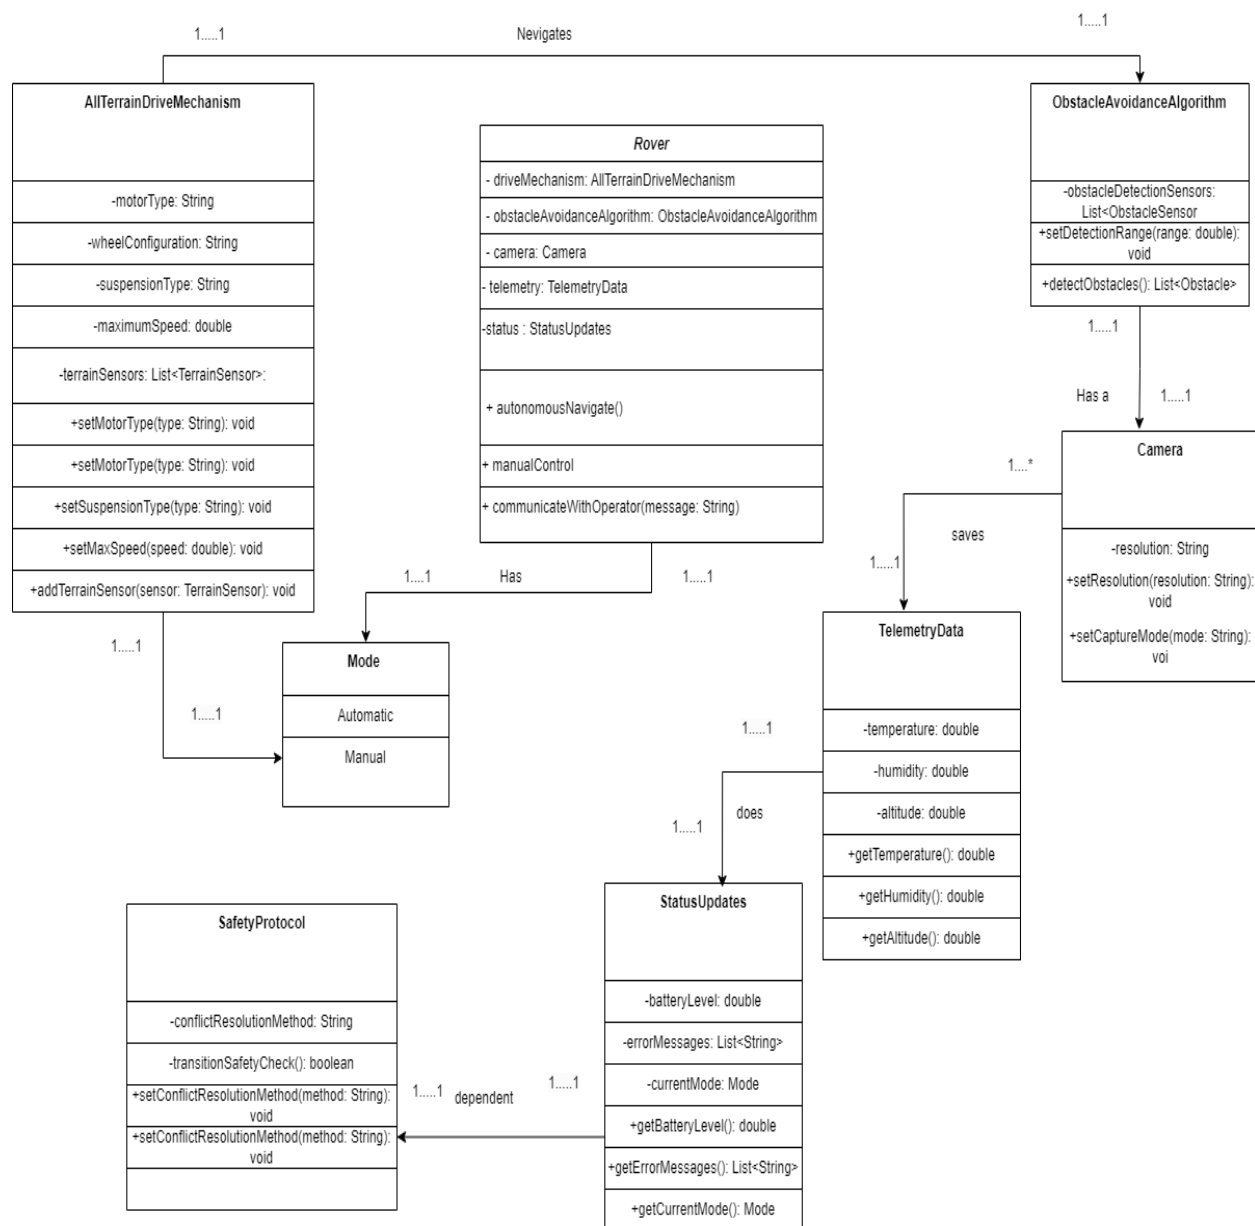 1.....1
Nevigates
1.....1
AllTerrainDriveMechanism
-motorType: String
-wheelConfiguration: String
-suspensionType: String
-maximumSpeed: double
-terrainSensors: List<TerrainSensor>:
+setMotorType(type: String): void
+setMotorType(type: String): void
+setSuspensionType(type: String): void
+setMaxSpeed(speed: double): void
+addTerrainSensor(sensor: TerrainSensor): void
Rover
- driveMechanism: AllTerrainDriveMechanism
- obstacleAvoidanceAlgorithm: ObstacleAvoidanceAlgorithm
- camera: Camera
- telemetry: TelemetryData
-status : StatusUpdates
+ autonomousNavigate()
+ manualControl
+ communicateWithOperator(message: String)
ObstacleAvoidanceAlgorithm
-obstacleDetectionSensors:
List<ObstacleSensor
+setDetectionRange(range: double):
void
+detectObstacles(): List<Obstacle>
1.....1
Has a
1.....1
Camera
-resolution: String
+setResolution(resolution: String):
void
+setCaptureMode(mode: String):
voi
1....*
saves
1.....1
1....1
Has
1.....1
1.....1
1.....1
Mode
Automatic
Manual
TelemetryData
-temperature: double
-humidity: double
-altitude: double
+getTemperature(): double
+getHumidity(): double
+getAltitude(): double
1.....1
does
1.....1
StatusUpdates
-batteryLevel: double
-errorMessages: List<String>
-currentMode: Mode
+getBatteryLevel(): double
+getErrorMessages(): List<String>
+getCurrentMode(): Mode
1.....1
dependent
1.....1
SafetyProtocol
-conflictResolutionMethod: String
-transitionSafetyCheck(): boolean
+setConflictResolutionMethod(method: String):
void
+setConflictResolutionMethod(method: String):
void